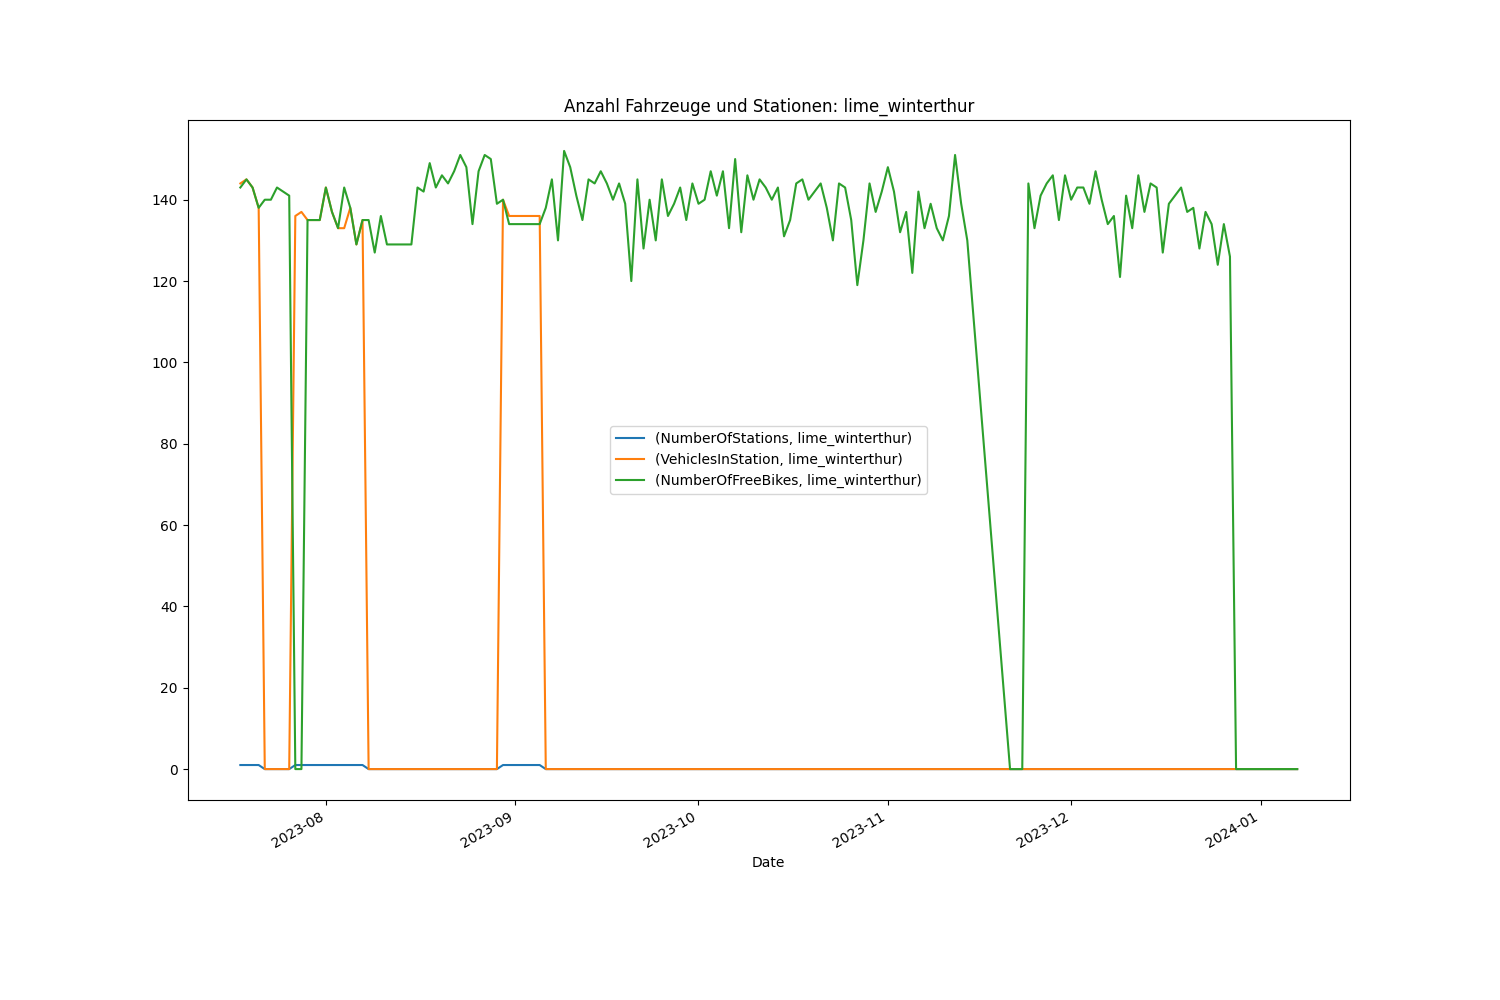 Anzahl Fahrzeuge und Stationen: lime_winterthur
140
120
100
80
60
40
20
0
(NumberOfStations, lime_winterthur)
(VehiclesInStation, lime_winterthur)
(NumberOfFreeBikes, lime_winterthur)
2023-08
2023-09
2023-10
2023-11
2023-12
2024-01
Date